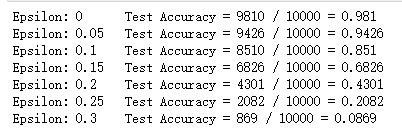 Epsilon: 0 Test Accuracy = 9810 / 10000 = 0.981
Epsilon: 0.05 Test Accuracy = 9426 / 10000 = 0.9426
Epsilon: 0.1 Test Accuracy = 8510 / 10000 = 0.851
Epsilon: 0.15 Test Accuracy = 6826 / 10000 = 0.6826
Epsilon: 0.2 Test Accuracy = 4301 / 10000 = 0.4301
Epsilon: 0.25 Test Accuracy = 2082 / 10000 = 0.2082
Epsilon: 0.3 Test Accuracy = 869 / 10000 = 0.0869